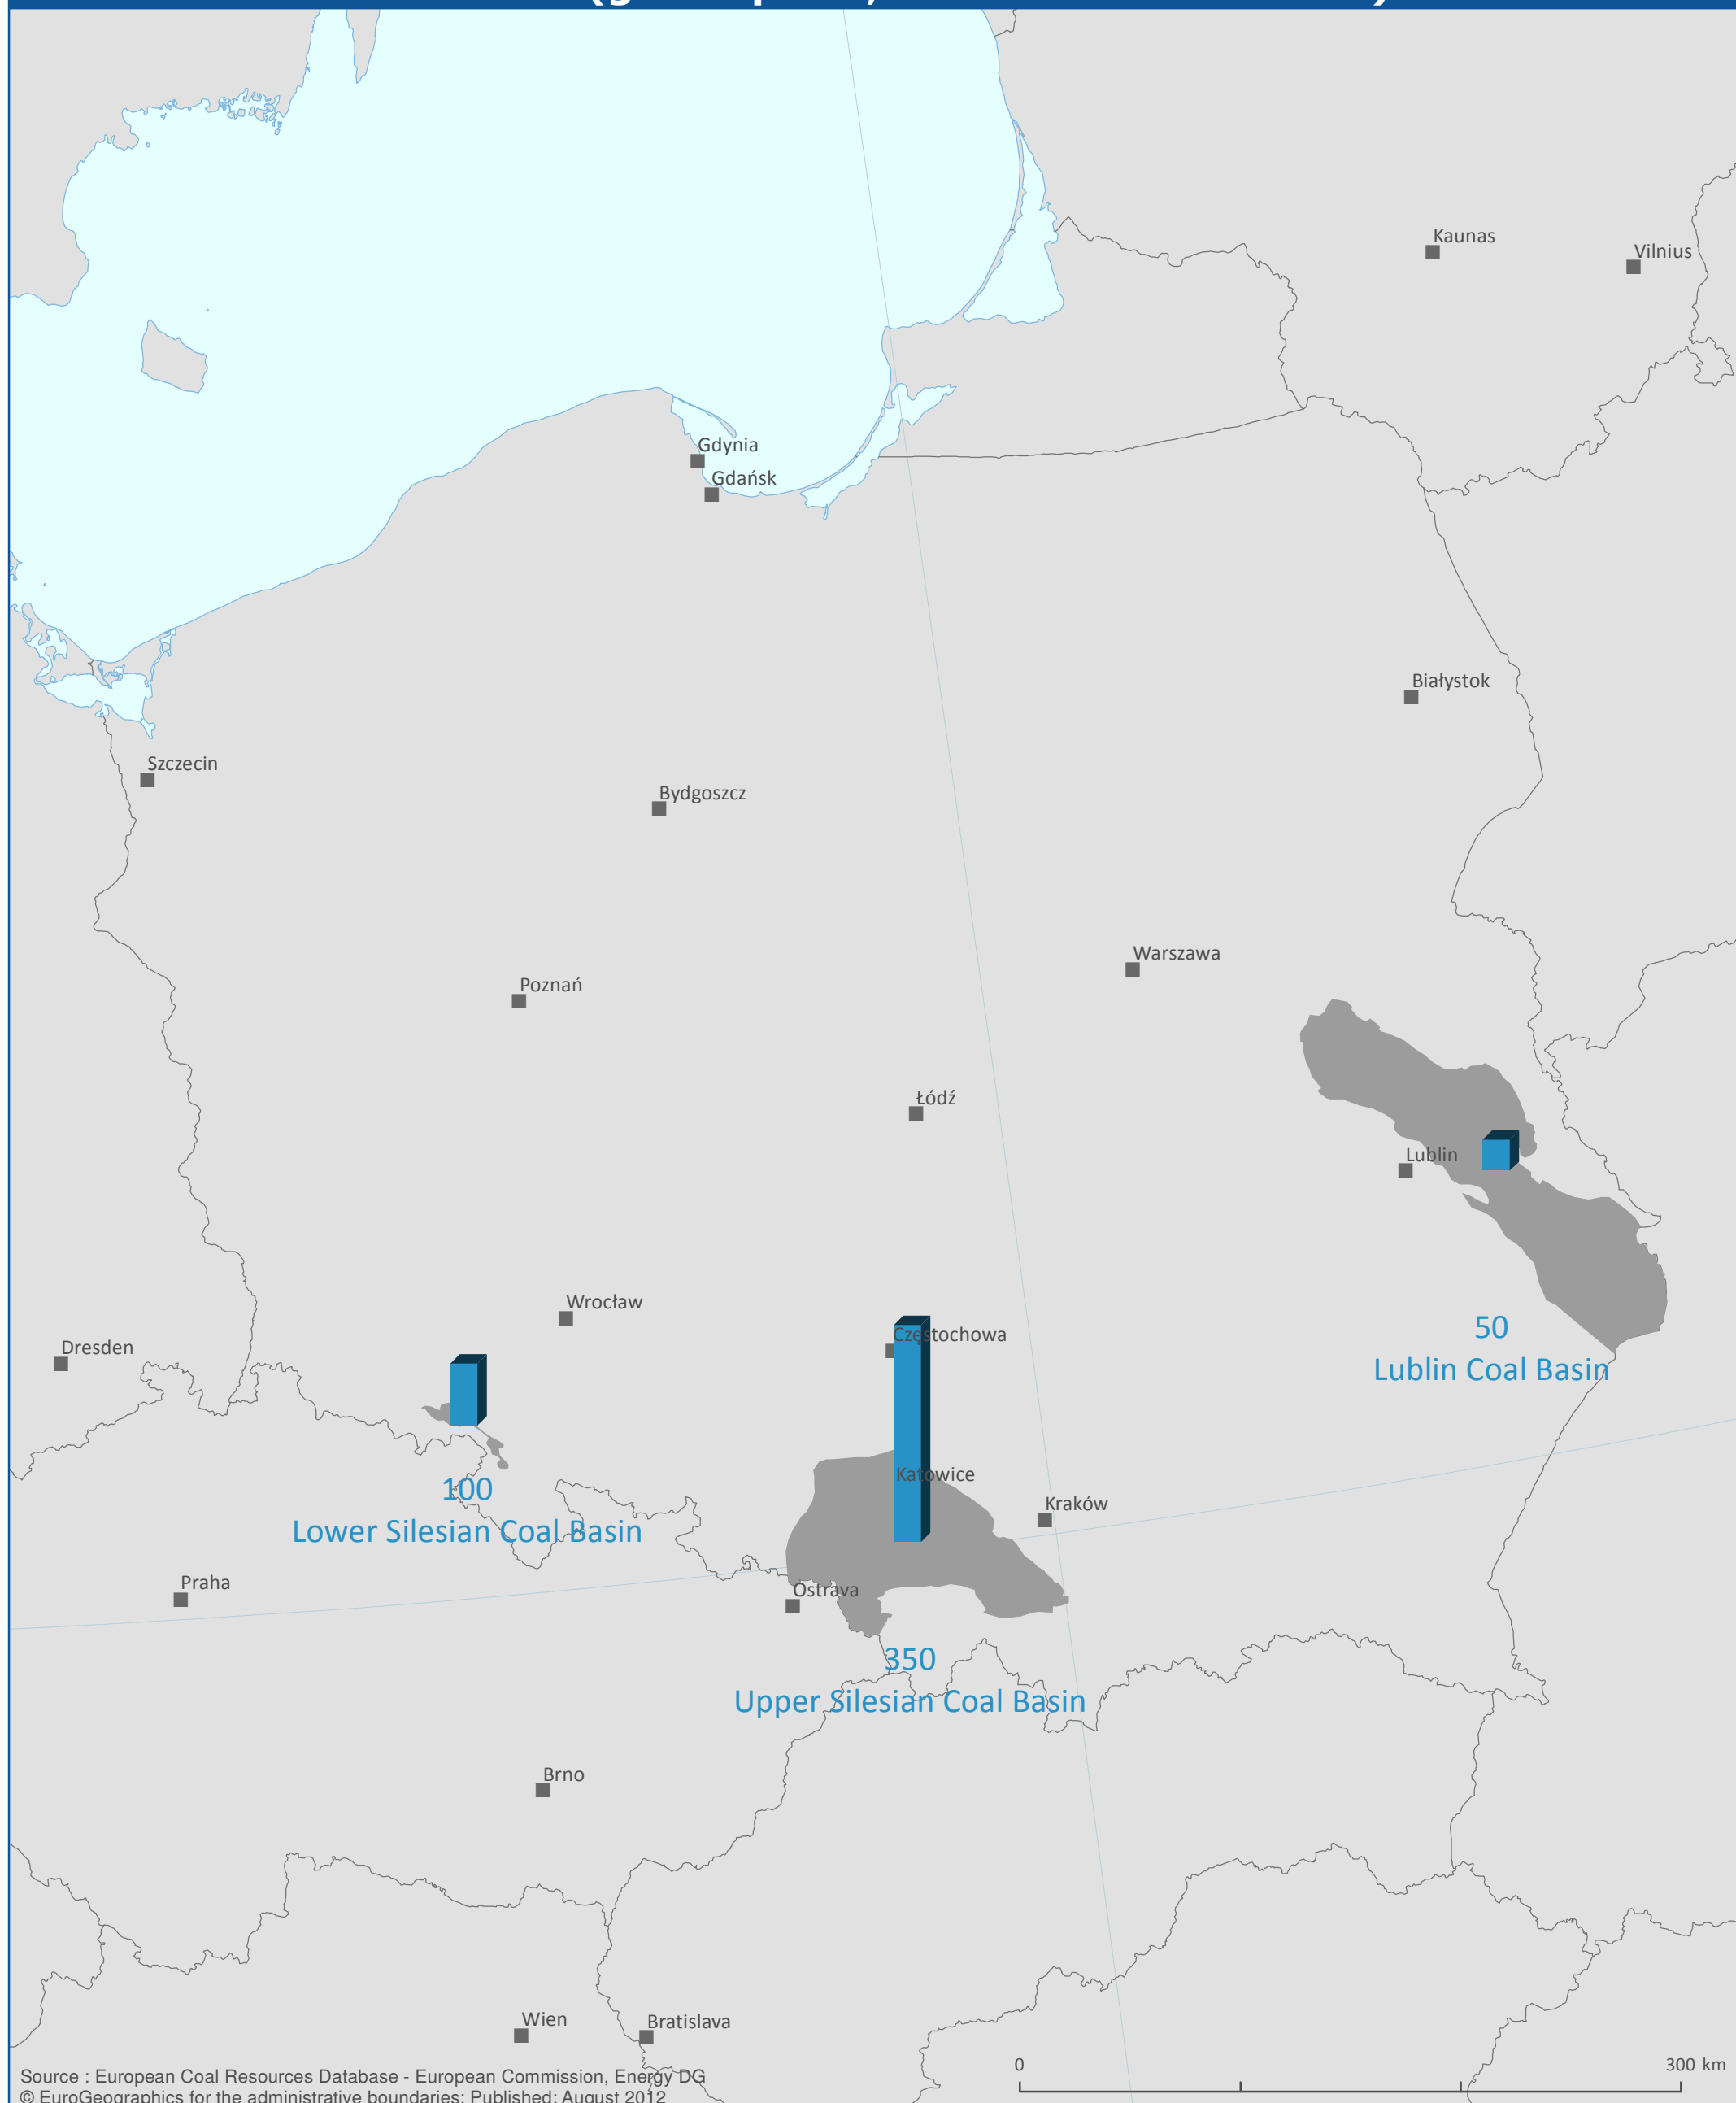 Kaunas
Vilnius
Gdynia
Gdańsk
Białystok
Szczecin
Bydgoszcz
Warszawa
Poznań
Łódź
Lublin
Wrocław
50
Częstochowa
Dresden
Lublin Coal Basin
Katowice
100
Kraków
Lower Silesian Coal Basin
Praha
Ostrava
350
Upper Silesian Coal Basin
Brno
Wien
Bratislava
0
300 km
Source : European Coal Resources Database - European Commission, Energy DG
© EuroGeographics for the administrative boundaries; Published: August 2012